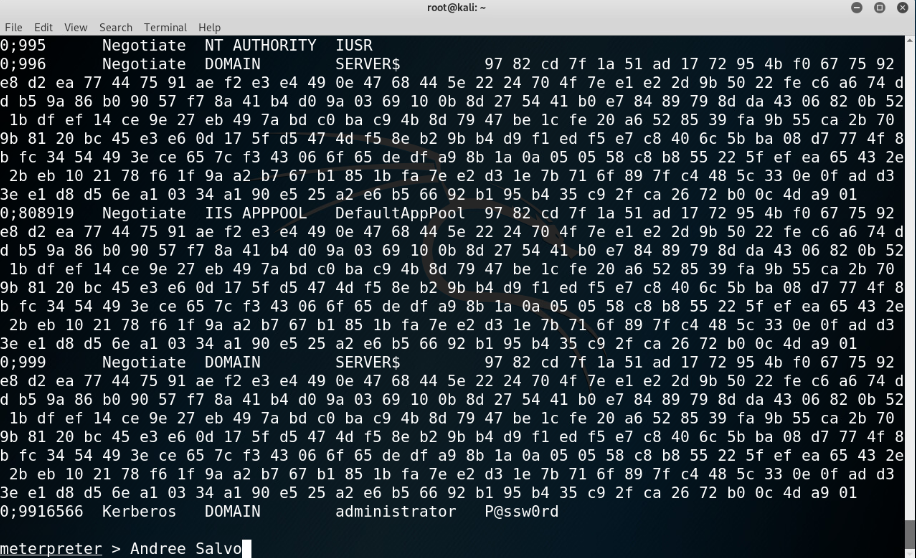 root@kali: ~
File Edit View Search Terminal Help
0;995 Negotiate NT AUTHORITY IUSR
0;996 Negotiate DOMAIN SERVER$ 97 82 cd 7f 1a 51 ad 17 72 95 4b f0 67 75 92
e8 d2 ea 77 44 75 91 ae f2 e3 e4 49 0e 47 68 44 5e 22 24 70 4f 7e e1 e2 2d 9b 50 22 fe c6 a6 74 d
d b5 9a 86 b0 90 57 f7 8a 41 b4 d0 9a 03 69 10 0b 8d 27 54 41 b0 e7 84 89 79 8d da 43 06 82 0b 52
1b df ef 14 ce 9e 27 eb 49 7a bd c0 ba c9 4b 8d 79 47 be 1c fe 20 a6 52 85 39 fa 9b 55 ca 2b 70
9b 81 20 bc 45 e3 e6 0d 17 5f d5 47 4d f5 8e b2 9b b4 d9 f1 ed f5 e7 c8 40 6c 5b ba 08 d7 77 4f 8
b fc 34 54 49 3e ce 65 7c f3 43 06 6f 65 de df a9 8b 1a 0a 05 05 58 c8 b8 55 22 5f ef ea 65 43 2e
2b eb 10 21 78 f6 1f 9a a2 b7 67 b1 85 1b fa 7e e2 d3 1e 7b 71 6f 89 7f c4 48 5c 33 0e 0f ad d3
3e e1 d8 d5 6e a1 03 34 a1 90 e5 25 a2 e6 b5 66 92 b1 95 b4 35 c9 2f ca 26 72 b0 0c 4d a9 01
0;808919 Negotiate IIS APPPOOL DefaultAppPool 97 82 cd 7f 1a 51 ad 17 72 95 4b f0 67 75 92
e8 d2 ea 77 44 75 91 ae f2 e3 e4 49 0e 47 68 44 5e 22 24 70 4f 7e e1 e2 2d 9b 50 22 fe c6 a6 74 d
d b5 9a 86 b0 90 57 f7 8a 41 b4 d0 9a 03 69 10 0b 8d 27 54 41 b0 e7 84 89 79 8d da 43 06 82 0b 52
1b df ef 14 ce 9e 27 eb 49 7a bd c0 ba c9 4b 8d 79 47 be 1c fe 20 a6 52 85 39 fa 9b 55 ca 2b 70
9b 81 20 bc 45 e3 e6 0d 17 5f d5 47 4d f5 8e b2 9b b4 d9 f1 ed f5 e7 c8 40 6c 5b ba 08 d7 77 4f 8
b fc 34 54 49 3e ce 65 7c f3 43 06 6f 65 de df a9 8b 1a 0a 05 05 58 c8 b8 55 22 5f ef ea 65 43 2e
2b eb 10 21 78 f6 1f 9a a2 b7 67 b1 85 1b fa 7e e2 d3 1e 7b 71 6f 89 7f c4 48 5c 33 0e 0f ad d3
3e e1 d8 d5 6e a1 03 34 a1 90 e5 25 a2 e6 b5 66 92 b1 95 b4 35 c9 2f ca 26 72 b0 0c 4d a9 01
0;999 Negotiate DOMAIN SERVER$ 97 82 cd 7f 1a 51 ad 17 72 95 4b f0 67 75 92
e8 d2 ea 77 44 75 91 ae f2 e3 e4 49 0e 47 68 44 5e 22 24 70 4f 7e e1 e2 2d 9b 50 22 fe c6 a6 74 d
d b5 9a 86 b0 90 57 f7 8a 41 b4 d0 9a 03 69 10 0b 8d 27 54 41 b0 e7 84 89 79 8d da 43 06 82 0b 52
1b df ef 14 ce 9e 27 eb 49 7a bd c0 ba c9 4b 8d 79 47 be 1c fe 20 a6 52 85 39 fa 9b 55 ca 2b 70
9b 81 20 bc 45 e3 e6 0d 17 5f d5 47 4d f5 8e b2 9b b4 d9 f1 ed f5 e7 c8 40 6c 5b ba 08 d7 77 4f 8
b fc 34 54 49 3e ce 65 7c f3 43 06 6f 65 de df a9 8b 1a 0a 05 05 58 c8 b8 55 22 5f ef ea 65 43 2e
2b eb 10 21 78 f6 1f 9a a2 b7 67 b1 85 1b fa 7e e2 d3 1e 7b 71 6f 89 7f c4 48 5c 33 0e 0f ad d3
3e e1 d8 d5 6e a1 03 34 a1 90 e5 25 a2 e6 b5 66 92 b1 95 b4 35 c9 2f ca 26 72 b0 0c 4d a9 01
0;9916566 Kerberos DOMAIN administrator P@ssw0rd
meterpreter > Andree Salvo